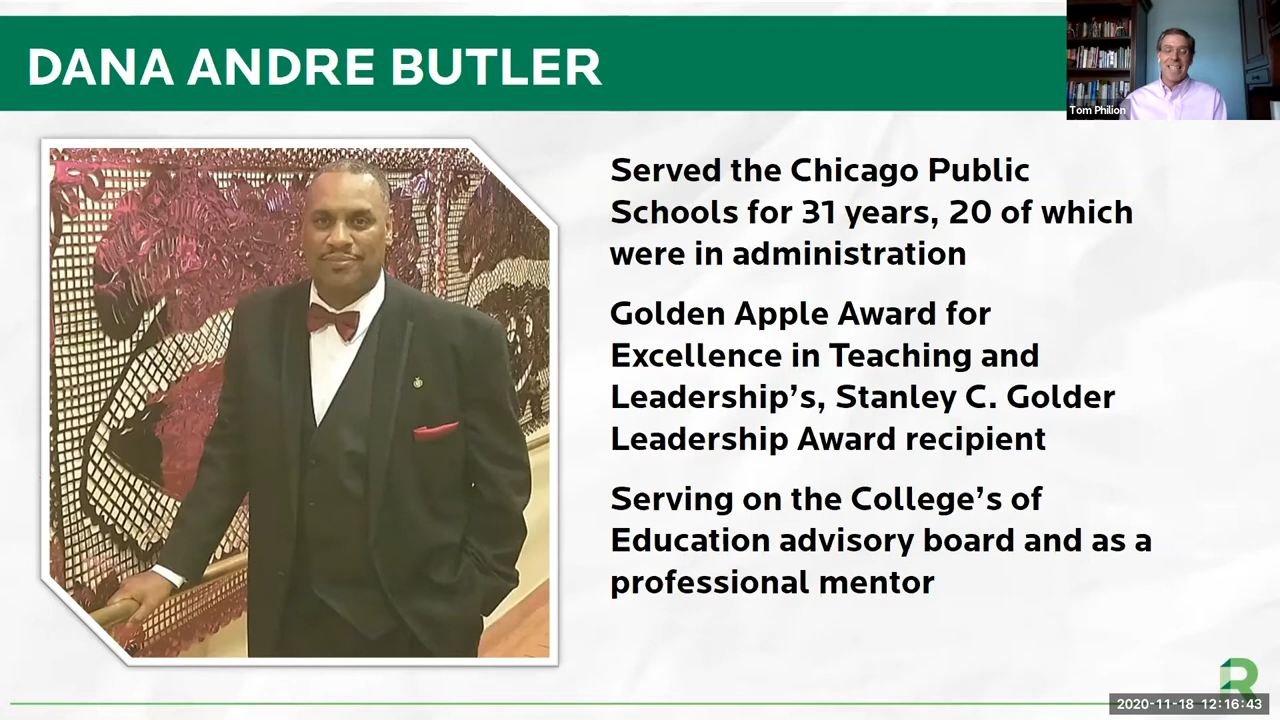 DANA ANDRE BUTLER
Tom Philion
Served the Chicago Public
Schools for 31 years, 20 of which
were in administration
Golden Apple Award for
Excellence in Teaching and
Leadership’s, Stanley C. Golder
Leadership Award recipient
Serving on the College’s of
Education advisory board and as a
professional mentor
R
2020-11-18 12:16:43